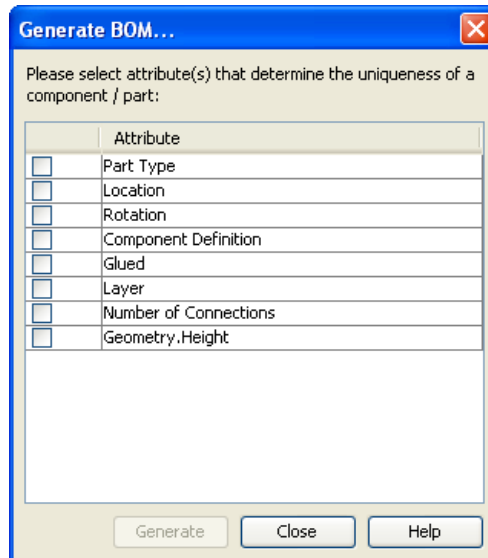 Generate BOM...
Please select attribute(s) that determine the uniqueness of a
component / part:
Attribute
Part Type
Location
Rotation
Component Definition
Glued
Layer
Number of Connections
Geometry.Height
Generate Close Help